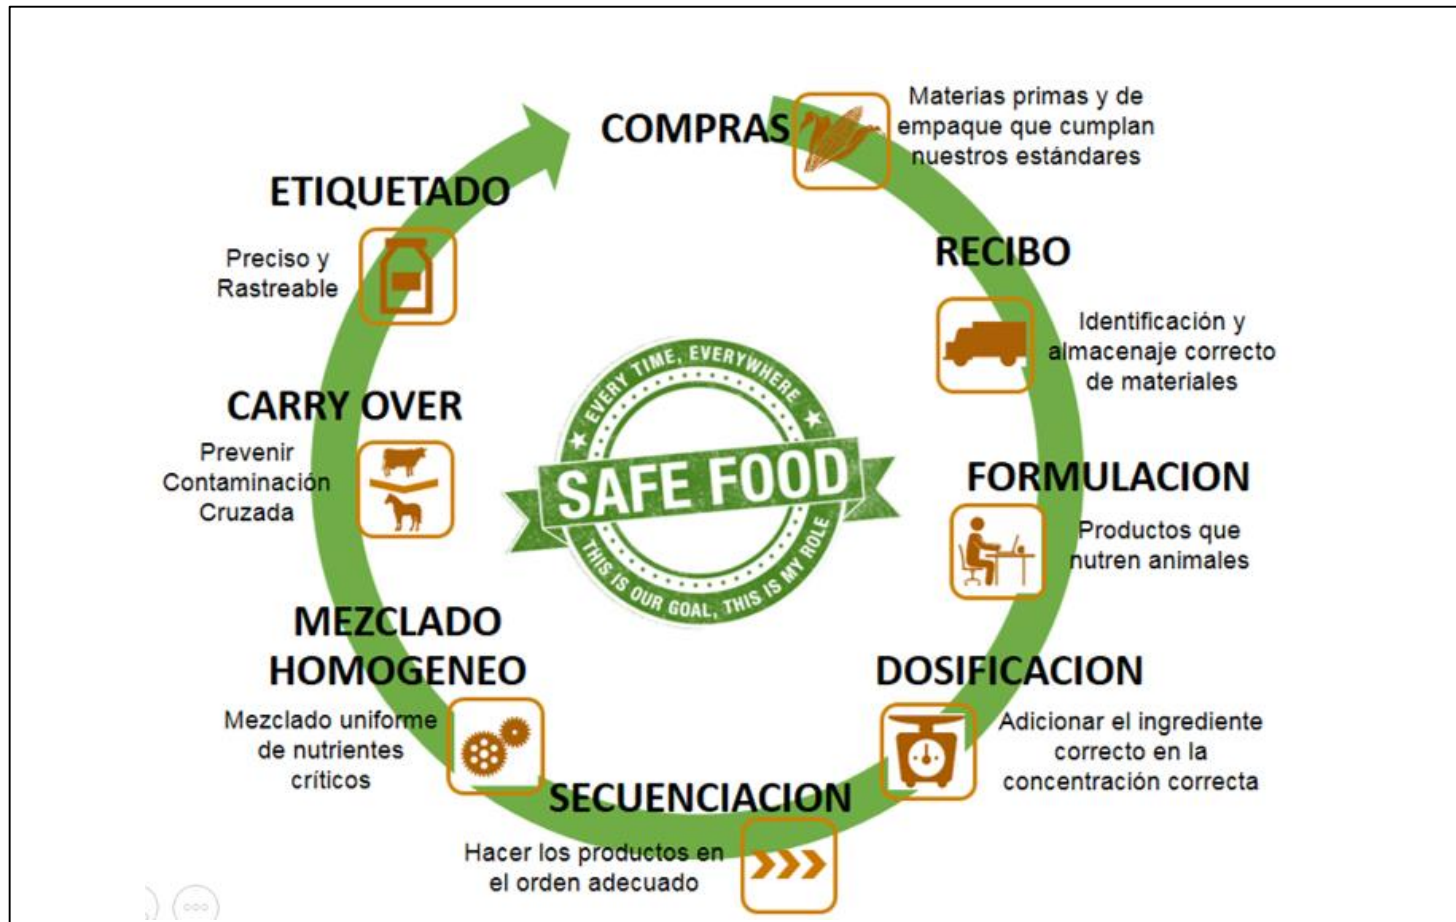 COMPRAS
Materias primas y de
empaque que cumplan
nuestros estándares
RECIBO
Identificación y
almacenaje correcto
de materiales
FORMULACION
Productos que
nutren animales
DOSIFICACION
Adicionar el ingrediente
correcto en la
concentración correcta
SECUENCIACION
Hacer los productos en
el orden adecuado
MEZCLADO
HOMOGENEO
Mezclado uniforme
de nutrientes
críticos
CARRY OVER
Prevenir
Contaminación
Cruzada
ETIQUETADO
Preciso y
Rastreable
EVERY TIME, EVERYWHERE
SAFE FOOD
THIS IS OUR GOAL, THIS IS MY ROLE